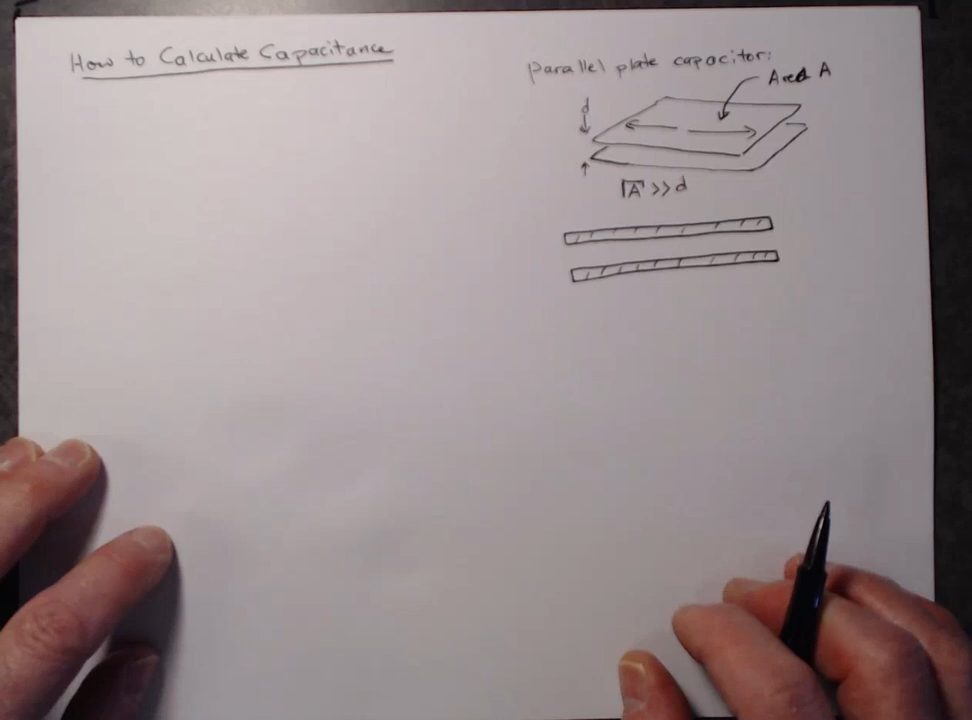 How to Calculate Capacitance
parallel plate capacitor:
Area A
d
√A >> d